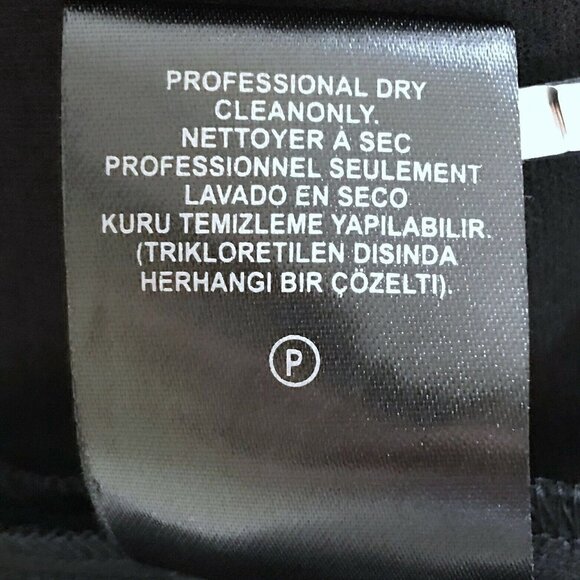 PROFESSIONAL DRY
CLEANONLY.
NETTOYER À SEC
PROFESSIONNEL SEULEMENT
LAVADO EN SECO
KURU TEMIZLEME YAPILABILIR.
(TRIKLORETILEN DISINDA
HERHANGI BIR ÇÖZELTI).
P